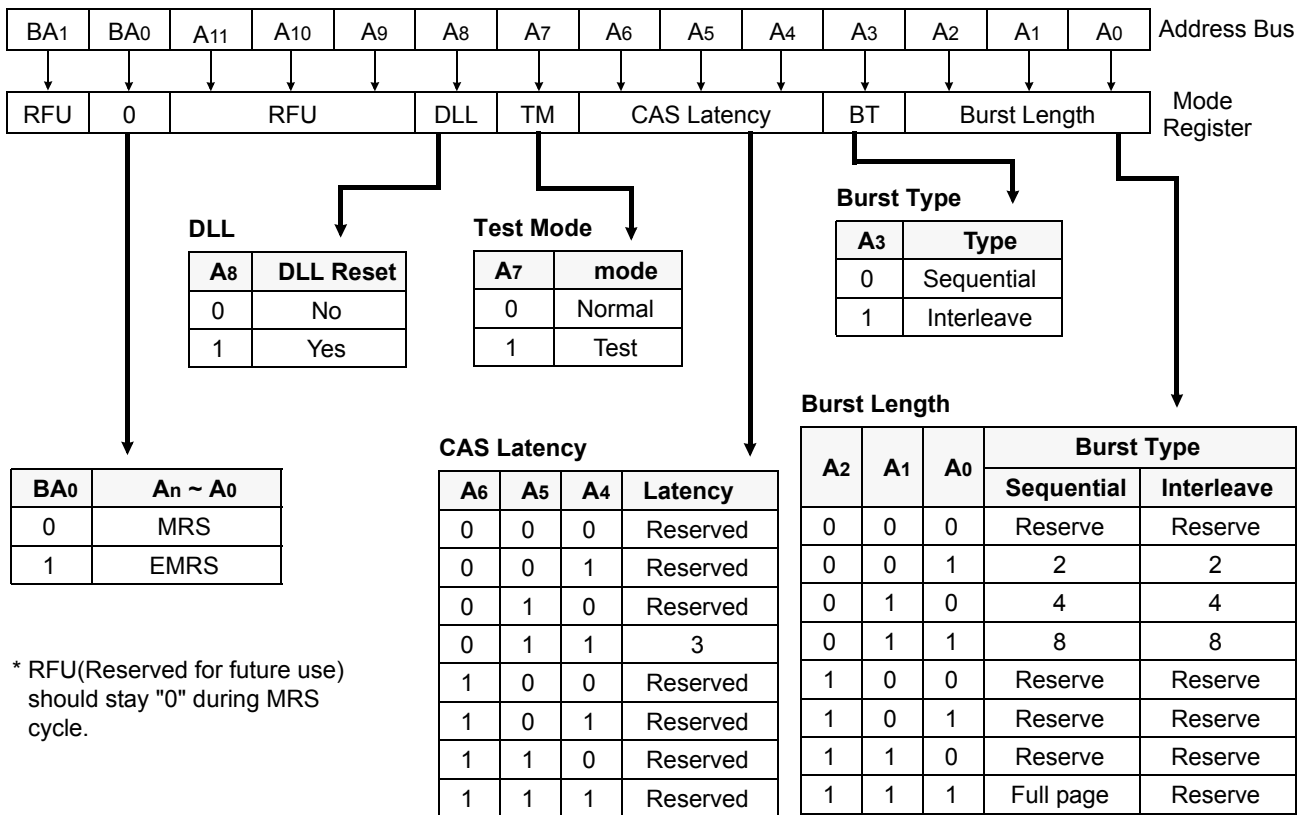 BA1 BA0 A11 A10 A9 A8 A7 A6 A5 A4 A3 A2 A1 A0 Address Bus
RFU 0 RFU DLL TM CAS Latency BT Burst Length Mode Register
DLL
A8 DLL Reset
0 No
1 Yes
Test Mode
A7 mode
0 Normal
1 Test
Burst Type
A3 Type
0 Sequential
1 Interleave
BA0 An ~ A0
0 MRS
1 EMRS
* RFU(Reserved for future use)
should stay "0" during MRS
cycle.
CAS Latency
A6 A5 A4 Latency
0 0 0 Reserved
0 0 1 Reserved
0 1 0 Reserved
0 1 1 3
1 0 0 Reserved
1 0 1 Reserved
1 1 0 Reserved
1 1 1 Reserved
Burst Length
A2 A1 A0 Burst Type
Sequential Interleave
0 0 0 Reserve Reserve
0 0 1 2 2
0 1 0 4 4
0 1 1 8 8
1 0 0 Reserve Reserve
1 0 1 Reserve Reserve
1 1 0 Reserve Reserve
1 1 1 Full page Reserve